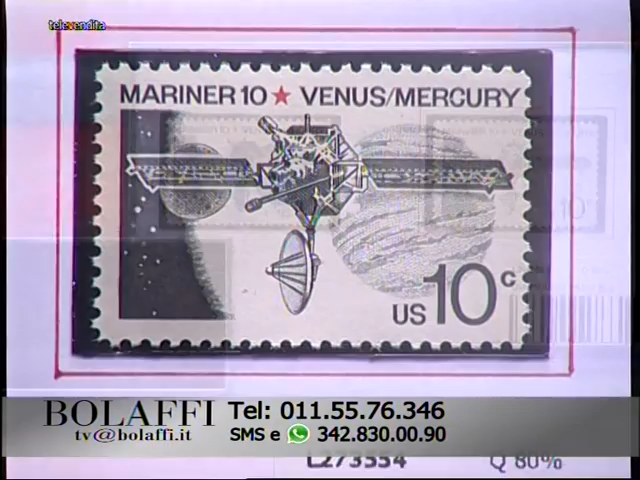 televendita
MARINER 10 ★ VENUS/MERCURY
US 10c
BOLAFFI
tv@bolaffi.it
Tel: 011.55.76.346
SMS e 342.830.00.90
L273554
Q 80%